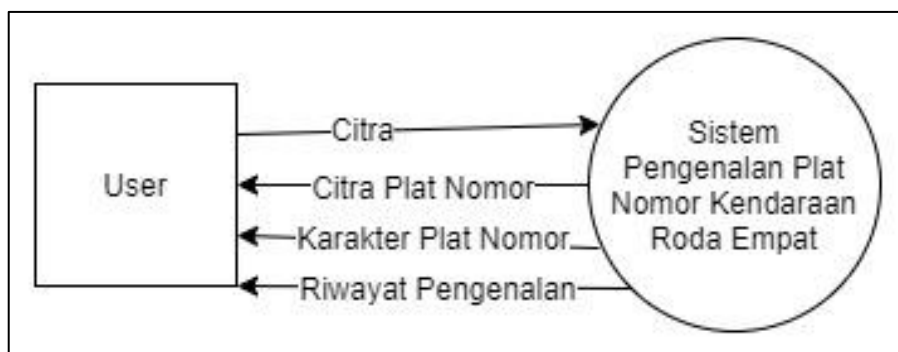 User
Citra
Citra Plat Nomor
Karakter Plat Nomor
Riwayat Pengenalan
Sistem
Pengenalan Plat
Nomor Kendaraan
Roda Empat